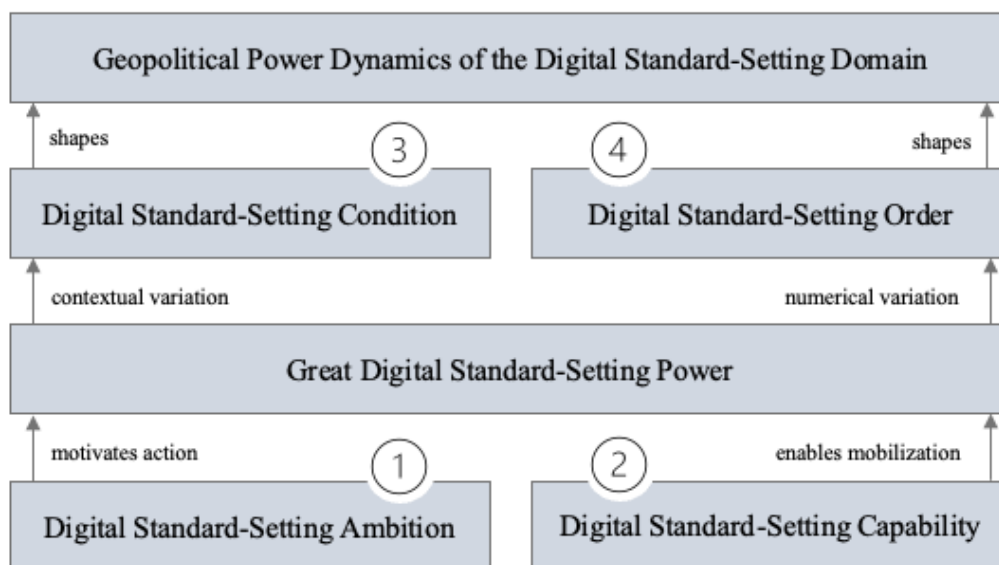 Geopolitical Power Dynamics of the Digital Standard-Setting Domain
shapes
shapes
3
4
Digital Standard-Setting Condition
Digital Standard-Setting Order
contextual variation
numerical variation
Great Digital Standard-Setting Power
motivates action
enables mobilization
1
2
Digital Standard-Setting Ambition
Digital Standard-Setting Capability